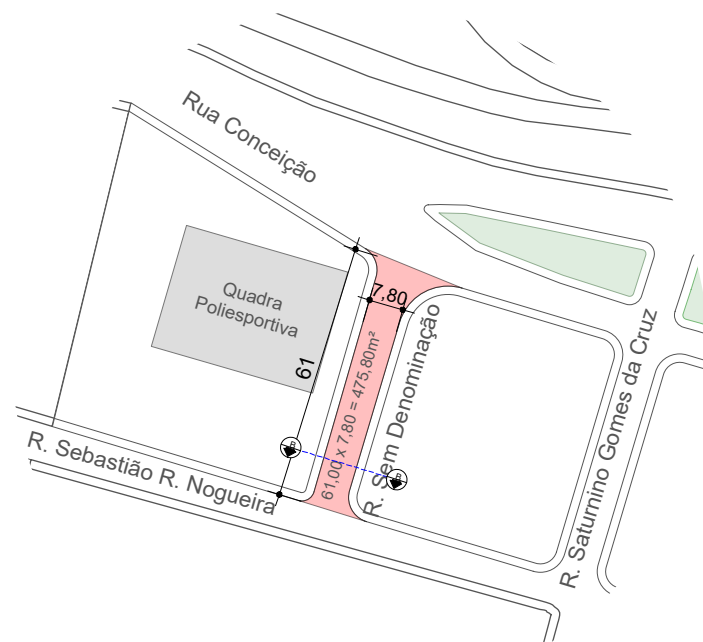 Rua Conceição
Quadra
Poliesportiva
7,80
61
61,00 x 7,80 = 475,80m²
R. Sem Denominação
R. Saturnino Gomes da Cruz
R. Sebastião R. Nogueira
B
B